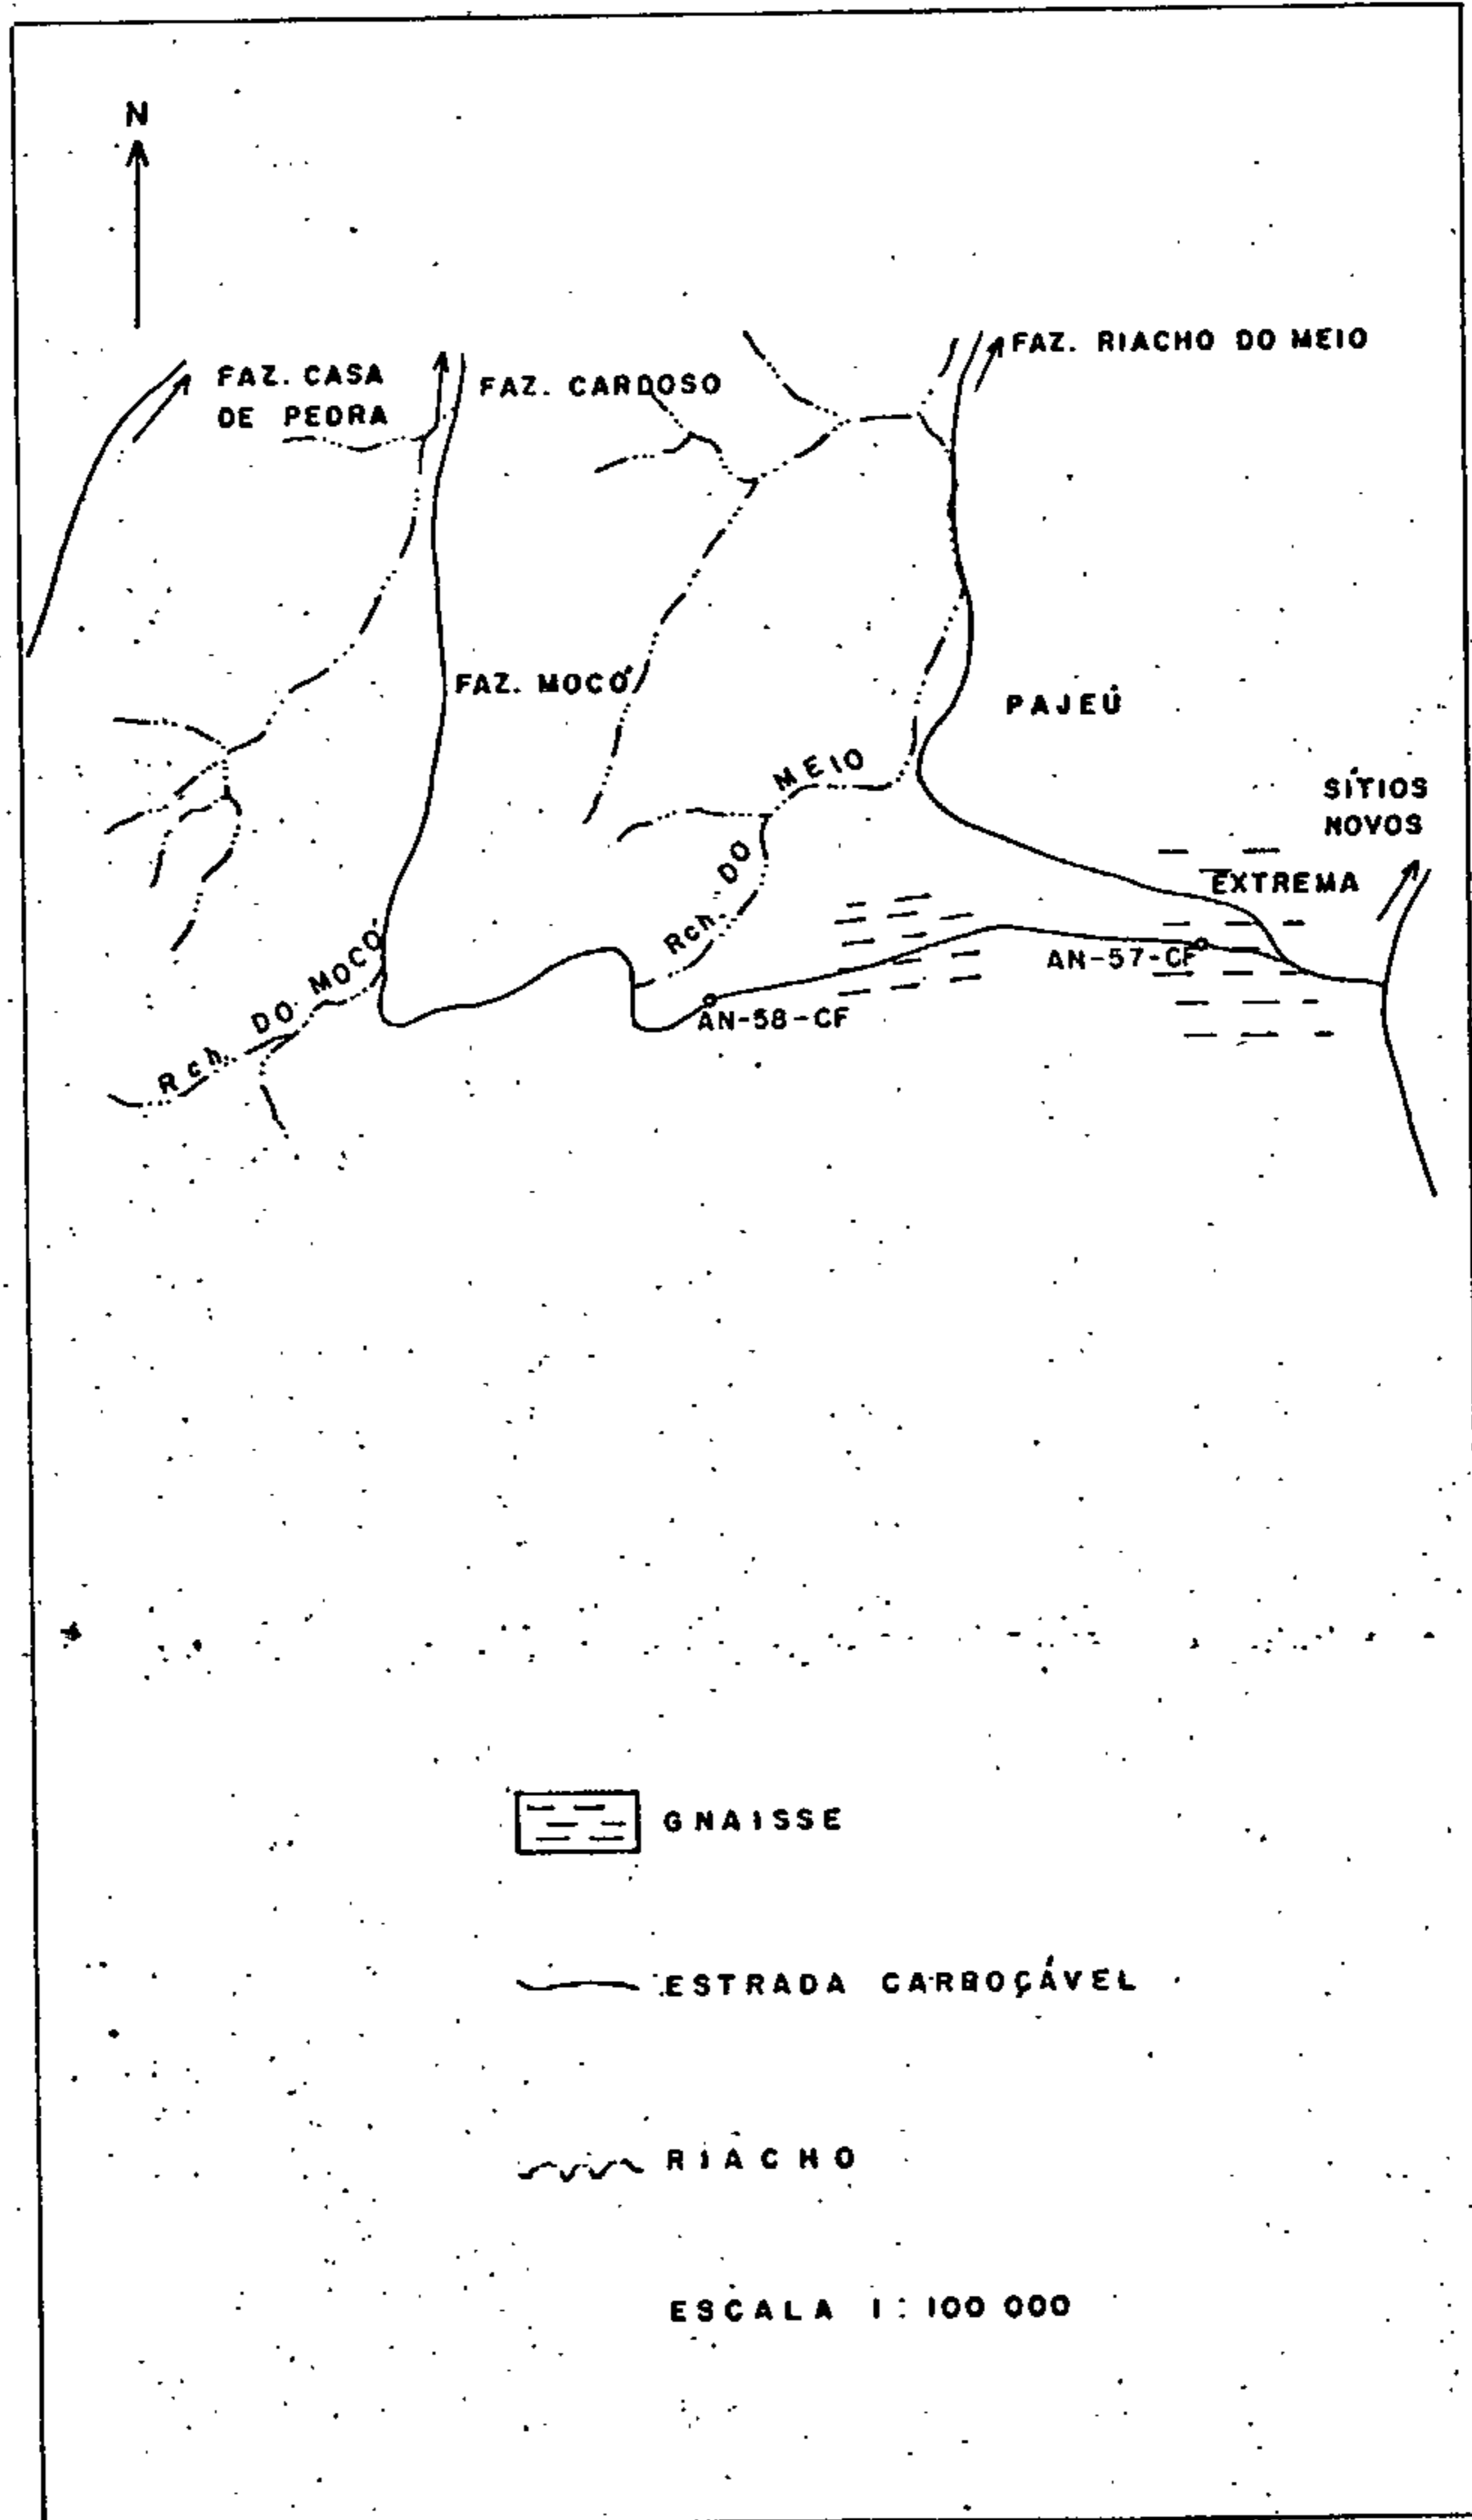 N
FAZ. RIACHO DO MEIO
FAZ. CASA
DE PEDRA
FAZ. CARDOSO
FAZ. MOCÓ
PAJEÚ
MEIO
DO
Rch.
SÍTIOS
NOVOS
EXTREMA
AN-57-CF
AN-58-CF
Rch. DO MOCÓ
GNAISSE
ESTRADA CARROÇÁVEL
RIACHO
ESCALA 1:100 000